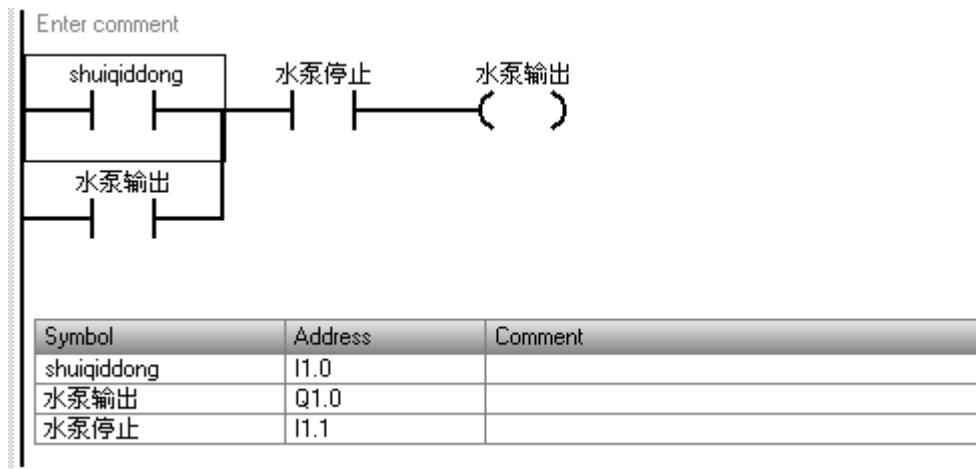 Enter comment
shuiqiddong 水泵停止 水泵输出
水泵输出
Symbol Address Comment
shuiqiddong I1.0
水泵输出 Q1.0
水泵停止 I1.1